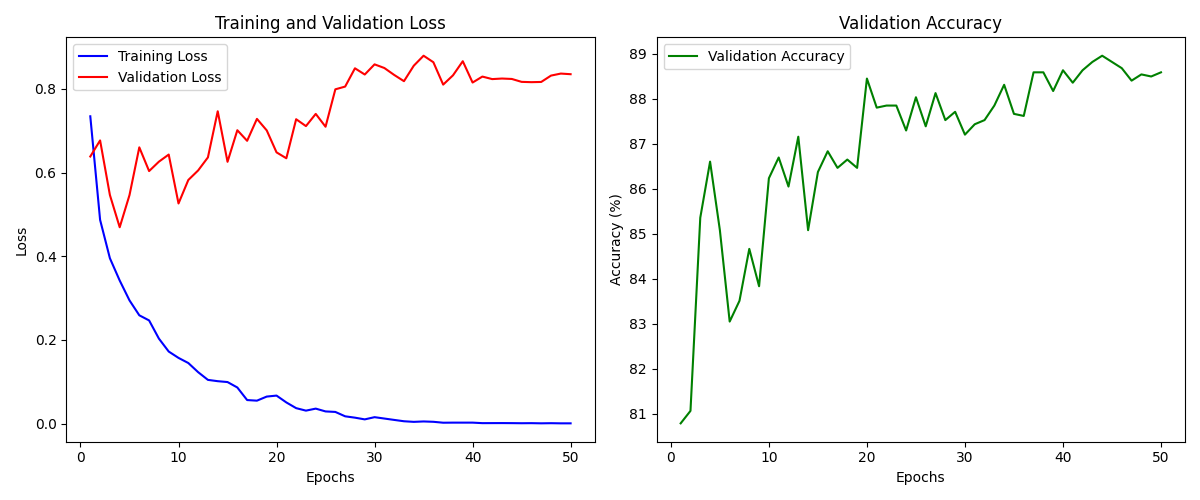 Training and Validation Loss
Training Loss
Validation Loss
Loss
0.8
0.6
0.4
0.2
0.0
0 10 20 30 40 50
Epochs
Validation Accuracy
Validation Accuracy
Accuracy (%)
89
88
87
86
85
84
83
82
81
0 10 20 30 40 50
Epochs